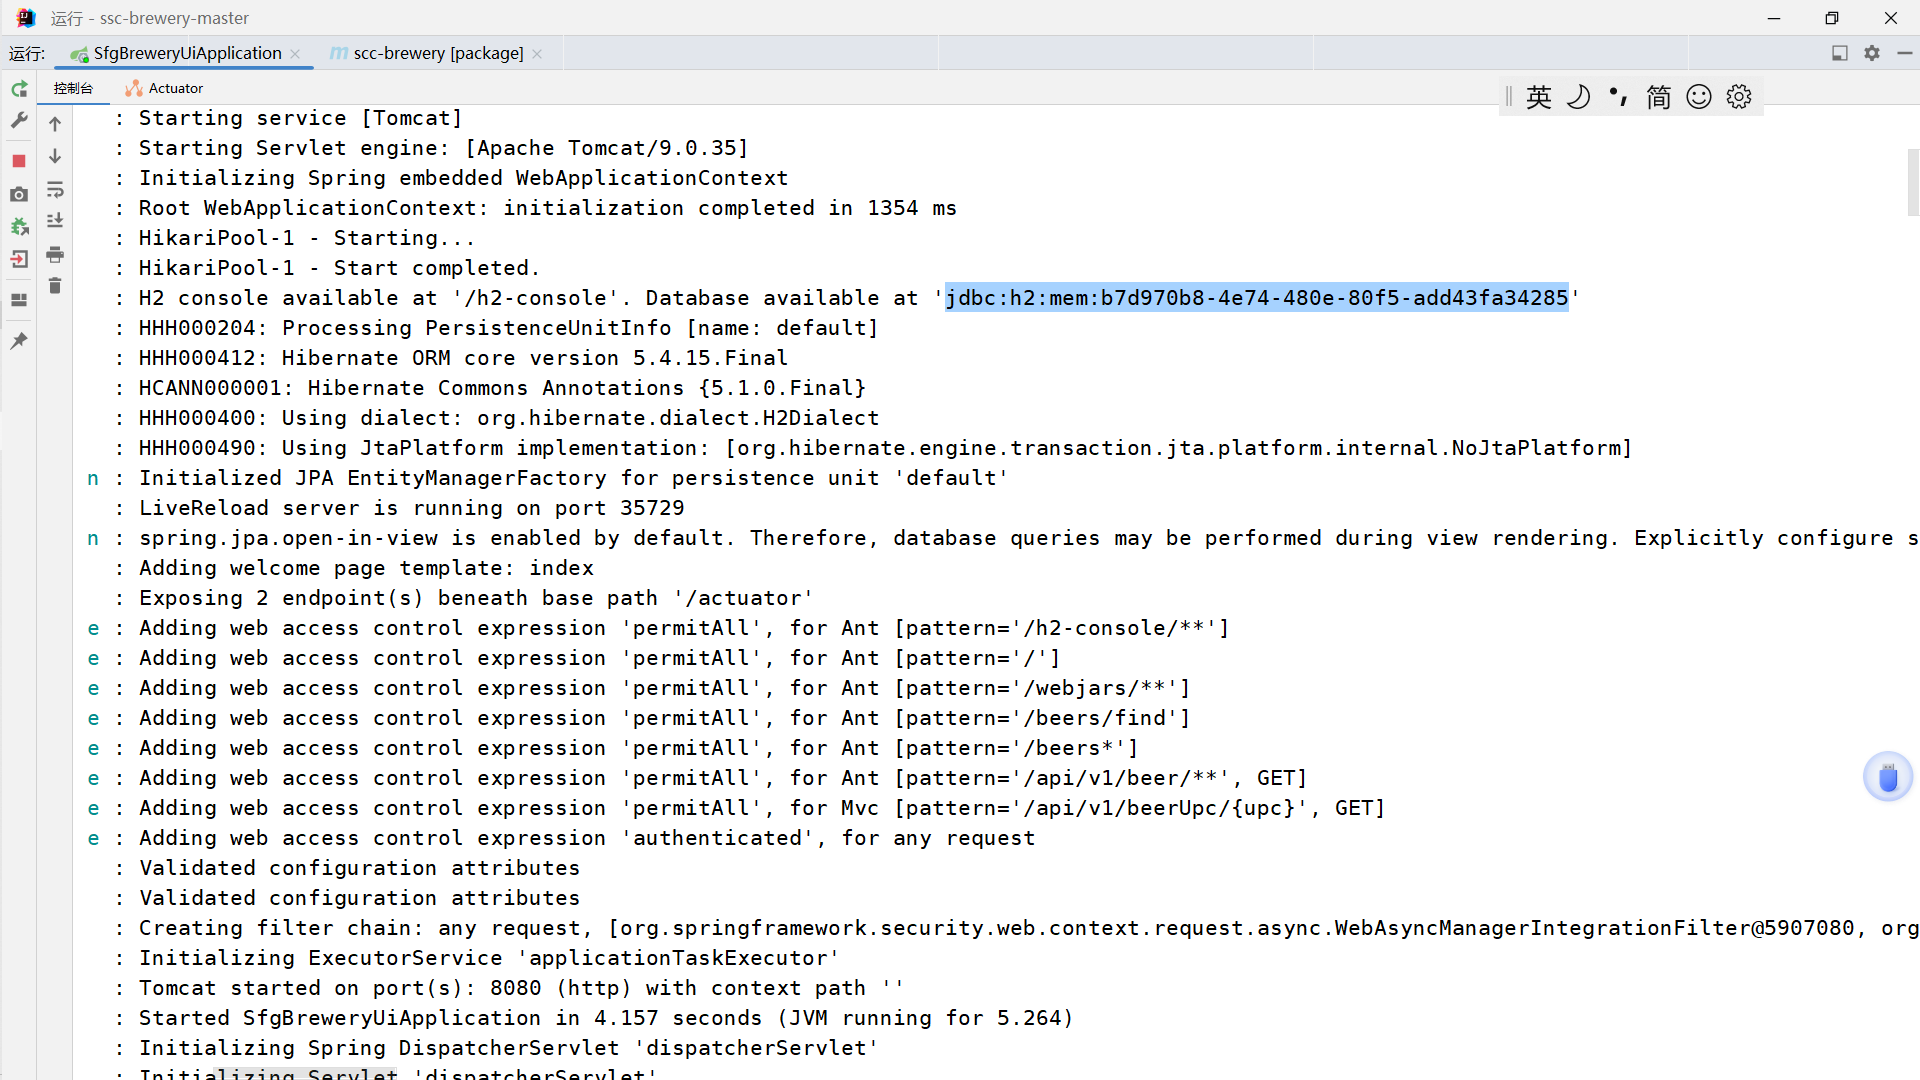 运行 - ssc-brewery-master
运行: SfgBreweryUiApplication scc-brewery [package]
控制台 Actuator
英 简
: Starting service [Tomcat]
: Starting Servlet engine: [Apache Tomcat/9.0.35]
: Initializing Spring embedded WebApplicationContext
: Root WebApplicationContext: initialization completed in 1354 ms
: HikariPool-1 - Starting...
: HikariPool-1 - Start completed.
: H2 console available at '/h2-console'. Database available at 'jdbc:h2:mem:b7d970b8-4e74-480e-80f5-add43fa34285'
: HHH000204: Processing PersistenceUnitInfo [name: default]
: HHH000412: Hibernate ORM core version 5.4.15.Final
: HCANN000001: Hibernate Commons Annotations {5.1.0.Final}
: HHH000400: Using dialect: org.hibernate.dialect.H2Dialect
: HHH000490: Using JtaPlatform implementation: [org.hibernate.engine.transaction.jta.platform.internal.NoJtaPlatform]
n : Initialized JPA EntityManagerFactory for persistence unit 'default'
: LiveReload server is running on port 35729
n : spring.jpa.open-in-view is enabled by default. Therefore, database queries may be performed during view rendering. Explicitly configure s
: Adding welcome page template: index
: Exposing 2 endpoint(s) beneath base path '/actuator'
e : Adding web access control expression 'permitAll', for Ant [pattern='/h2-console/**']
e : Adding web access control expression 'permitAll', for Ant [pattern='/']
e : Adding web access control expression 'permitAll', for Ant [pattern='/webjars/**']
e : Adding web access control expression 'permitAll', for Ant [pattern='/beers/find']
e : Adding web access control expression 'permitAll', for Ant [pattern='/beers*']
e : Adding web access control expression 'permitAll', for Ant [pattern='/api/v1/beer/**', GET]
e : Adding web access control expression 'permitAll', for Mvc [pattern='/api/v1/beerUpc/{upc}', GET]
e : Adding web access control expression 'authenticated', for any request
: Validated configuration attributes
: Validated configuration attributes
: Creating filter chain: any request, [org.springframework.security.web.context.request.async.WebAsyncManagerIntegrationFilter@5907080, org
: Initializing ExecutorService 'applicationTaskExecutor'
: Tomcat started on port(s): 8080 (http) with context path ''
: Started SfgBreweryUiApplication in 4.157 seconds (JVM running for 5.264)
: Initializing Spring DispatcherServlet 'dispatcherServlet'
: Initializing Servlet 'dispatcherServlet'